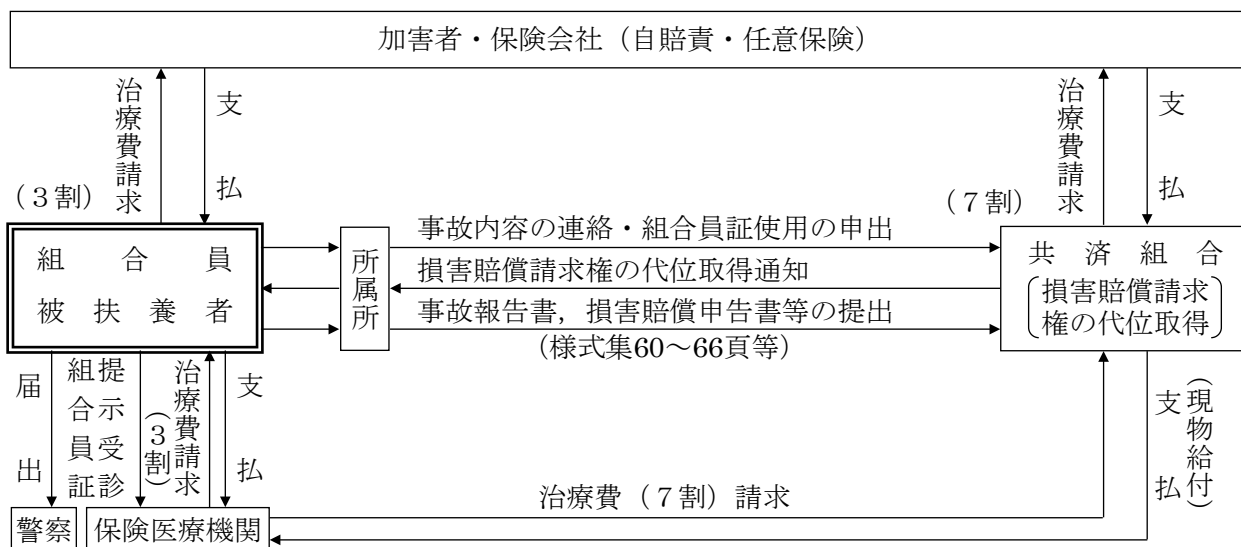 加害者・保険会社（自賠責・任意保険）
治療費請求
支払
治療費請求
支払
（３割）
（７割）
組合員
被扶養者
所属所
事故内容の連絡・組合員証使用の申出
損害賠償請求権の代位取得通知
事故報告書，損害賠償申告書等の提出
（様式集60～66頁等）
共済組合
損害賠償請求
権の代位取得
届出
組合員証
提示受診
（３割）
治療費請求
支払
治療費（７割）請求
支払
（現物給付）
警察
保険医療機関